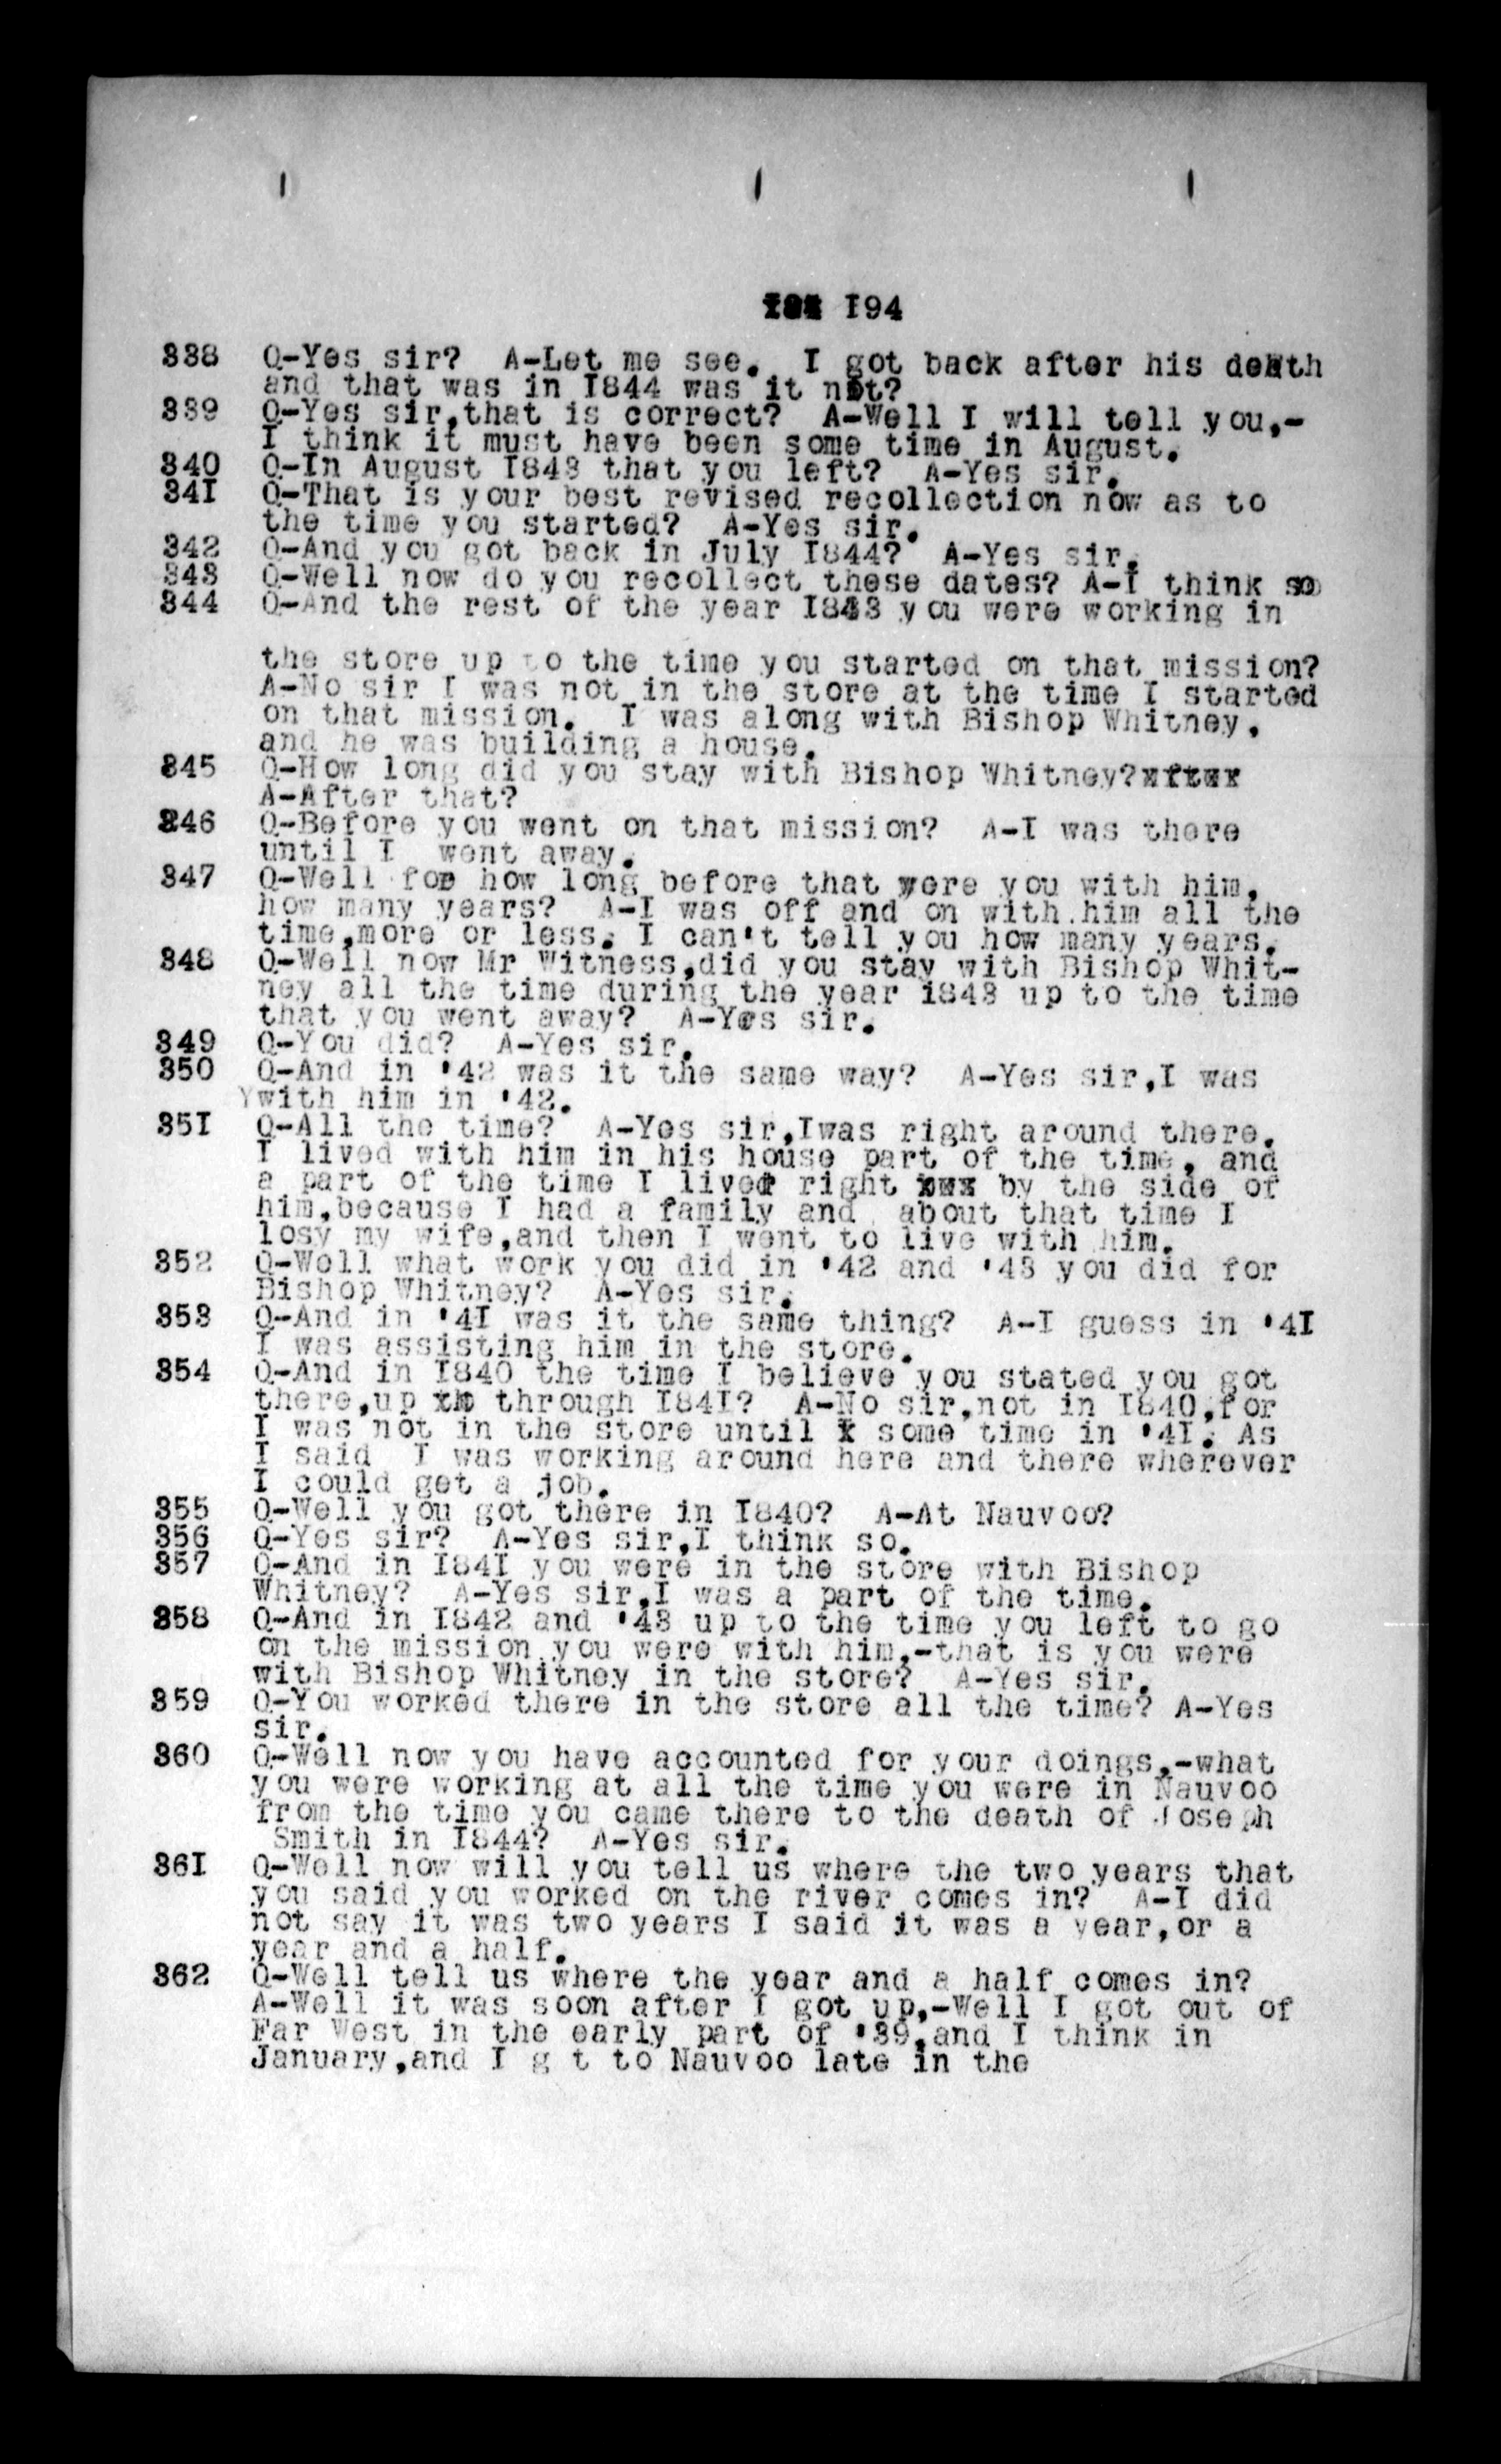 194
338 Q-Yes sir? A-Let me see. I got back after his death
and that was in I844 was it not?
339 Q-Yes sir,that is correct? A-Well I will tell you,-
I think it must have been some time in August.
340 Q-In August I843 that you left? A-Yes sir.
34I Q-That is your best revised recollection now as to
the time you started? A-Yes sir.
342 Q-And you got back in July I844? A-Yes sir.
343 Q-Well now do you recollect these dates? A-I think so
344 Q-And the rest of the year I843 you were working in
the store up to the time you started on that mission?
A-No sir I was not in the store at the time I started
on that mission. I was along with Bishop Whitney,
and he was building a house.
345 Q-How long did you stay with Bishop Whitney?xftxx
A-After that?
346 Q-Before you went on that mission? A-I was there
until I went away.
347 Q-Well for how long before that were you with him,
how many years? A-I was off and on with him all the
time,more or less. I can't tell you how many years.
348 Q-Well now Mr Witness,did you stay with Bishop Whit-
ney all the time during the year i843 up to the time
that you went away? A-Yes sir.
349 Q-You did? A-Yes sir.
350 Q-And in '42 was it the same way? A-Yes sir,I was
Ywith him in '42.
35I Q-All the time? A-Yes sir,Iwas right around there.
I lived with him in his house part of the time, and
a part of the time I lived right xwx by the side of
him,because I had a family and about that time I
losy my wife,and then I went to live with him.
352 Q-Well what work you did in '42 and '43 you did for
Bishop Whitney? A-Yes sir.
353 Q-And in '4I was it the same thing? A-I guess in '4I
I was assisting him in the store.
354 Q-And in I840 the time I believe you stated you got
there,up xh through I84I? A-No sir,not in I840,for
I was not in the store until x some time in '4I. As
I said I was working around here and there wherever
I could get a job.
355 Q-Well you got there in I840? A-At Nauvoo?
356 Q-Yes sir? A-Yes sir,I think so.
357 Q-And in I84I you were in the store with Bishop
Whitney? A-Yes sir,I was a part of the time.
358 Q-And in I842 and '43 up to the time you left to go
on the mission you were with him,-that is you were
with Bishop Whitney in the store? A-Yes sir.
359 Q-You worked there in the store all the time? A-Yes
sir.
360 Q-Well now you have accounted for your doings,-what
you were working at all the time you were in Nauvoo
from the time you came there to the death of Joseph
Smith in I844? A-Yes sir.
36I Q-Well now will you tell us where the two years that
you said you worked on the river comes in? A-I did
not say it was two years I said it was a year,or a
year and a half.
362 Q-Well tell us where the year and a half comes in?
A-Well it was soon after I got up,-Well I got out of
Far West in the early part of '39,and I think in
January,and I g t to Nauvoo late in the